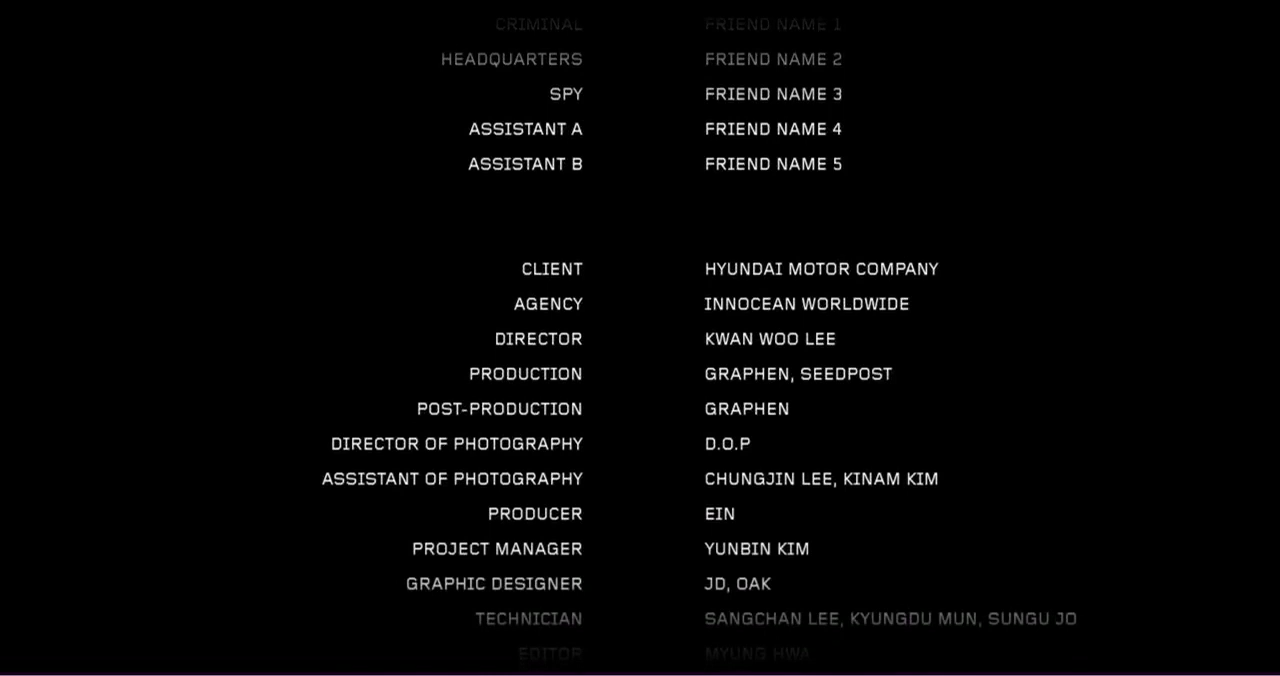 CRIMINAL FRIEND NAME 1
HEADQUARTERS FRIEND NAME 2
SPY FRIEND NAME 3
ASSISTANT A FRIEND NAME 4
ASSISTANT B FRIEND NAME 5
CLIENT HYUNDAI MOTOR COMPANY
AGENCY INNOCEAN WORLDWIDE
DIRECTOR KWAN WOO LEE
PRODUCTION GRAPHEN, SEEDPOST
POST-PRODUCTION GRAPHEN
DIRECTOR OF PHOTOGRAPHY D.O.P
ASSISTANT OF PHOTOGRAPHY CHUNGJIN LEE, KINAM KIM
PRODUCER EIN
PROJECT MANAGER YUNBIN KIM
GRAPHIC DESIGNER JD, OAK
TECHNICIAN SANGCHAN LEE, KYUNGDU MUN, SUNGU JO
EDITOR MYUNG HWA